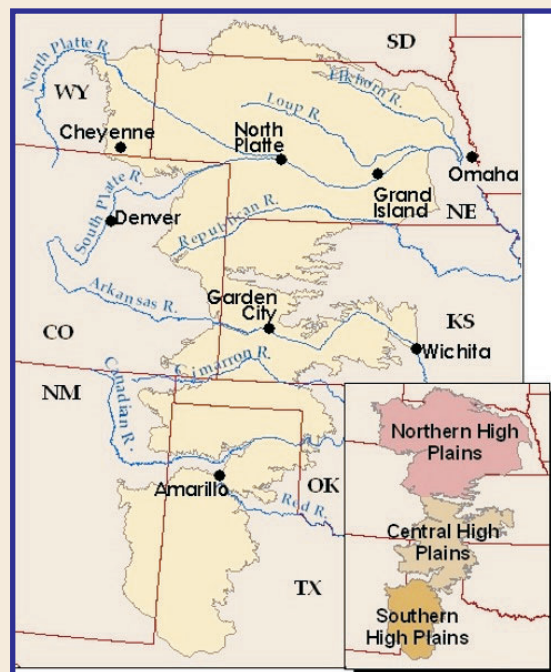 SD
North Platte R.
Elkhorn R.
WY
Loup R.
Cheyenne
North
Platte
Omaha
Grand
Island
NE
South Platte R.
Denver
Republican R.
Arkansas R.
Garden
City
KS
CO
Wichita
Cimarron R.
NM
Canadian R.
Amarillo
OK
Red R.
TX
Northern High
Plains
Central High
Plains
Southern
High Plains